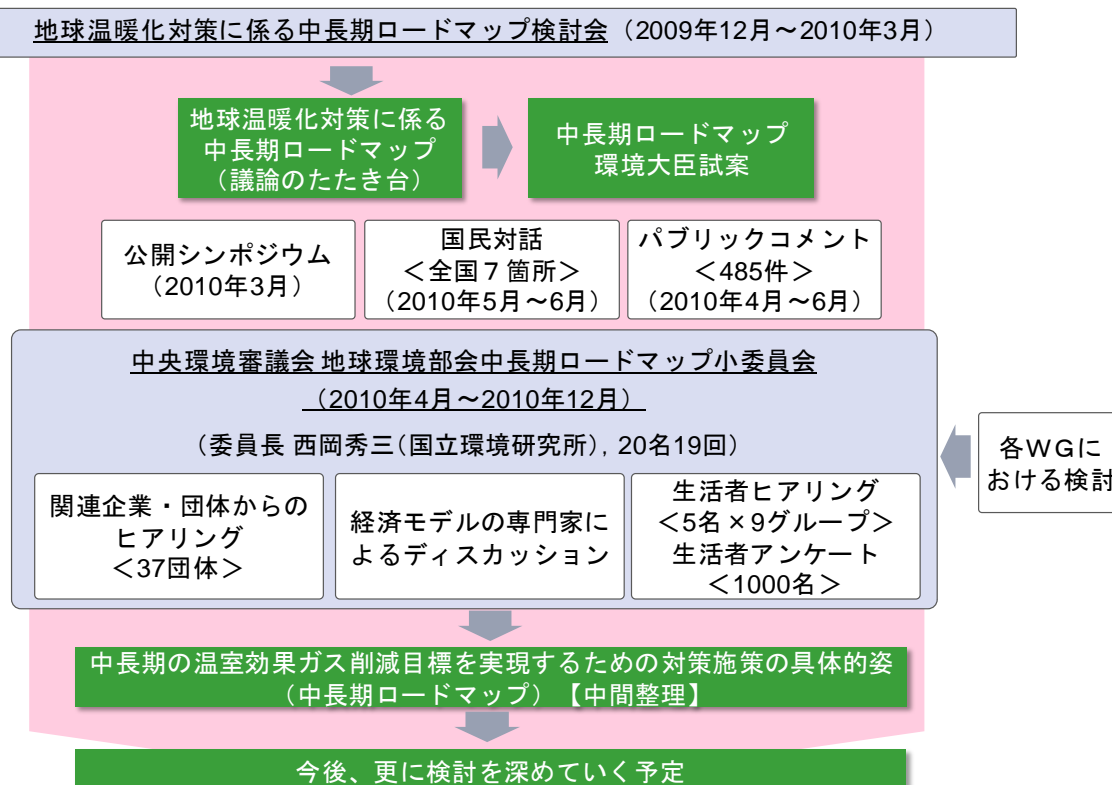 地球温暖化対策に係る中長期ロードマップ検討会（2009年12月～2010年3月）
地球温暖化対策に係る
中長期ロードマップ
（議論のたたき台）
中長期ロードマップ
環境大臣試案
公開シンポジウム
（2010年3月）
国民対話
＜全国７箇所＞
（2010年5月～6月）
パブリックコメント
＜485件＞
（2010年4月～6月）
中央環境審議会 地球環境部会中長期ロードマップ小委員会
（2010年4月～2010年12月）
（委員長 西岡秀三（国立環境研究所）, 20名19回）
各ＷＧに
おける検討
関連企業・団体からの
ヒアリング
＜37団体＞
経済モデルの専門家に
よるディスカッション
生活者ヒアリング
＜5名×9グループ＞
生活者アンケート
＜1000名＞
中長期の温室効果ガス削減目標を実現するための対策施策の具体的姿
（中長期ロードマップ）【中間整理】
今後、更に検討を深めていく予定